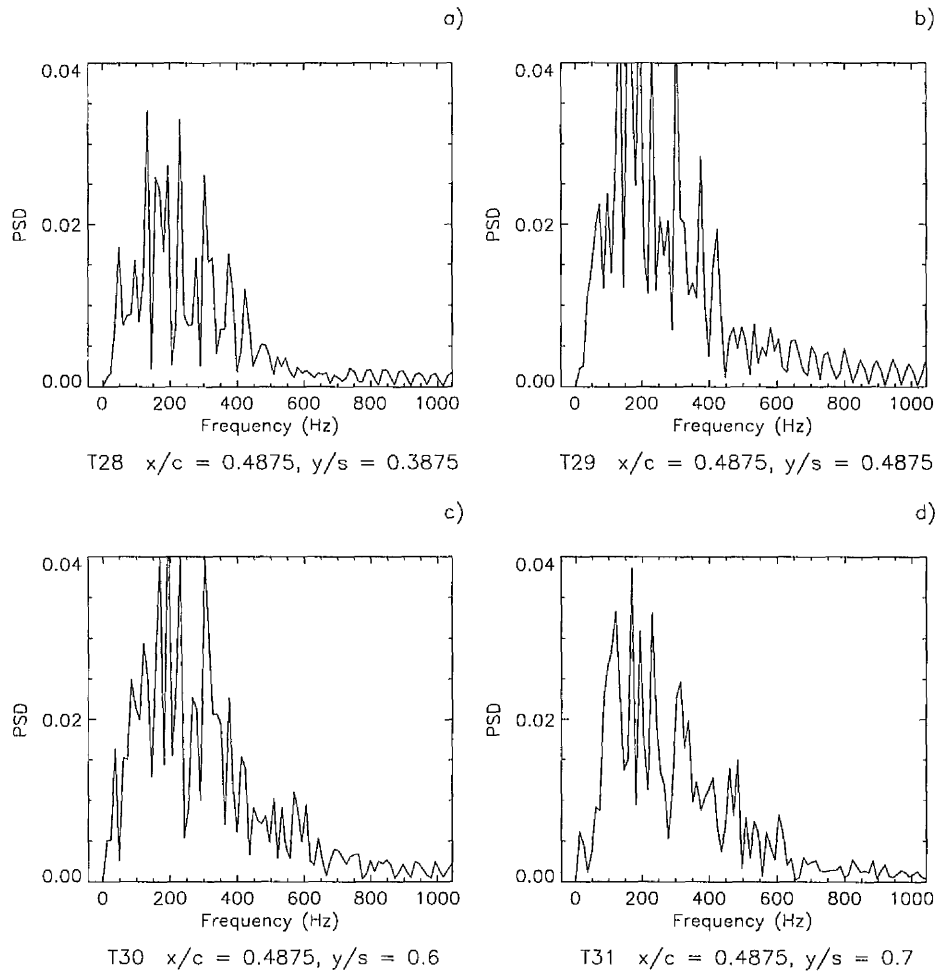 a)
0.04
0.02
0.00
PSD
0 200 400 600 800 1000
Frequency (Hz)
T28 x/c = 0.4875, y/s = 0.3875
b)
0.04
0.02
0.00
PSD
0 200 400 600 800 1000
Frequency (Hz)
T29 x/c = 0.4875, y/s = 0.4875
c)
0.04
0.02
0.00
PSD
0 200 400 600 800 1000
Frequency (Hz)
T30 x/c = 0.4875, y/s = 0.6
d)
0.04
0.02
0.00
PSD
0 200 400 600 800 1000
Frequency (Hz)
T31 x/c = 0.4875, y/s = 0.7